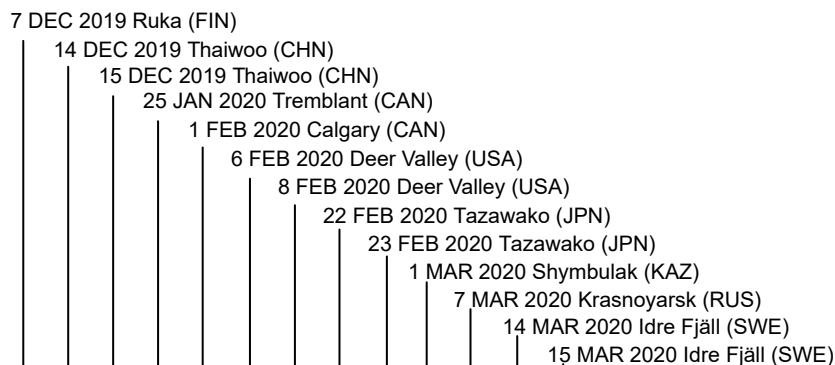 7 DEC 2019 Ruka (FIN)
14 DEC 2019 Thaiwoo (CHN)
15 DEC 2019 Thaiwoo (CHN)
25 JAN 2020 Tremblant (CAN)
1 FEB 2020 Calgary (CAN)
6 FEB 2020 Deer Valley (USA)
8 FEB 2020 Deer Valley (USA)
22 FEB 2020 Tazawako (JPN)
23 FEB 2020 Tazawako (JPN)
1 MAR 2020 Shymbulak (KAZ)
7 MAR 2020 Krasnoyarsk (RUS)
14 MAR 2020 Idre Fjäll (SWE)
15 MAR 2020 Idre Fjäll (SWE)